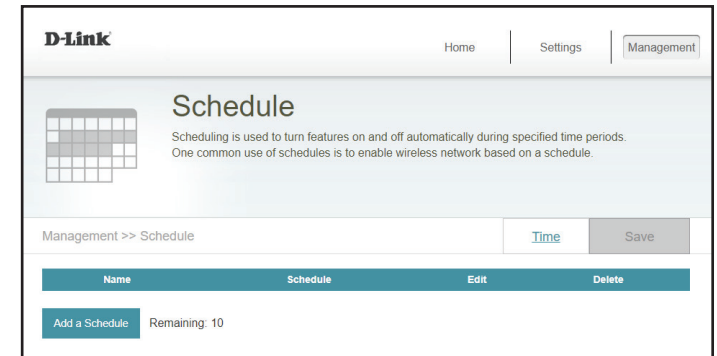 D-Link
Home Settings Management
Schedule
Scheduling is used to turn features on and off automatically during specified time periods.
One common use of schedules is to enable wireless network based on a schedule.
Management >> Schedule Time Save
Name Schedule Edit Delete
Add a Schedule Remaining: 10